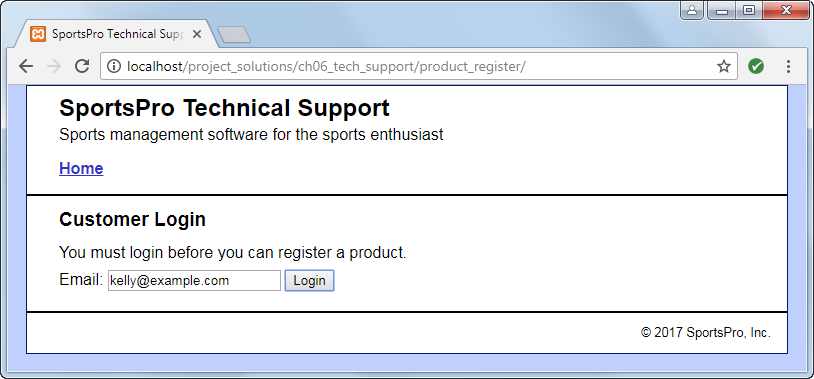 SportsPro Technical Supp
localhost/project_solutions/ch06_tech_support/product_register/
SportsPro Technical Support
Sports management software for the sports enthusiast
Home
Customer Login
You must login before you can register a product.
Email: kelly@example.com Login
© 2017 SportsPro, Inc.